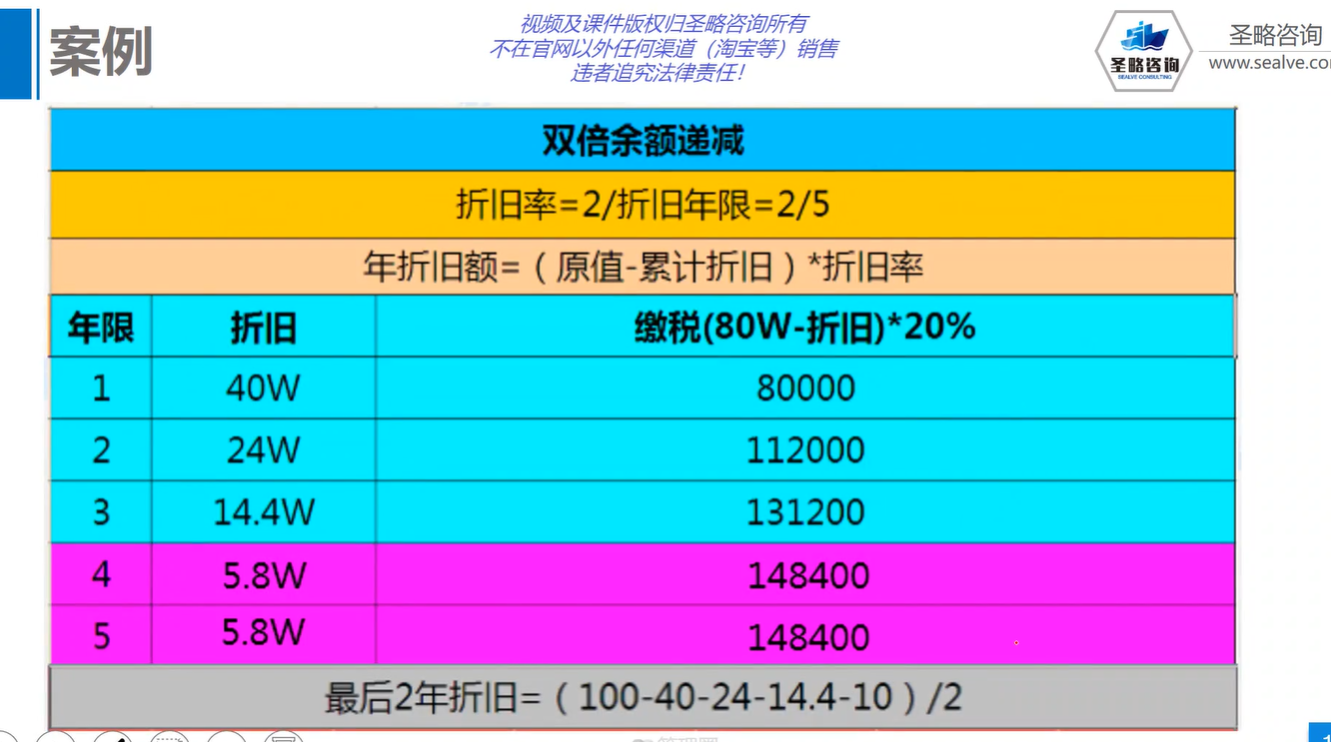 案例
视频及课件版权归圣略咨询所有
不在官网以外任何渠道（淘宝等）销售
违者追究法律责任！
圣略咨询
SEALVE CONSULTING
圣略咨询
www.sealve.co
双倍余额递减
折旧率=2/折旧年限=2/5
年折旧额=（原值-累计折旧）*折旧率
年限 折旧 缴税(80W-折旧)*20%
1 40W 80000
2 24W 112000
3 14.4W 131200
4 5.8W 148400
5 5.8W 148400
最后2年折旧=（100-40-24-14.4-10）/2